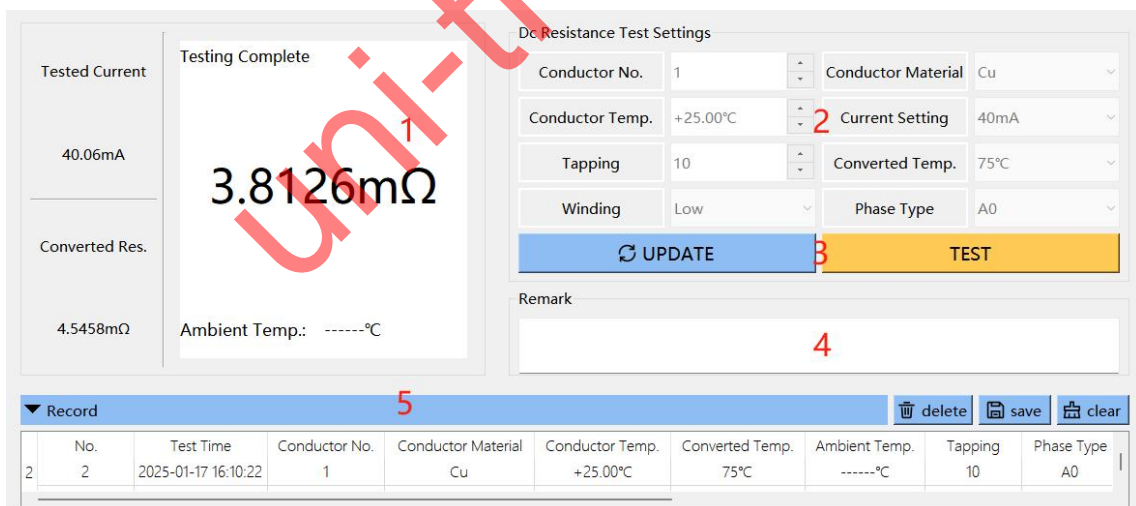 Tested Current
40.06mA
Converted Res.
4.5458mΩ
Testing Complete
1
3.8126mΩ
Ambient Temp.: ------℃
Dc Resistance Test Settings
Conductor No. 1 Conductor Material Cu
Conductor Temp. +25.00℃ 2 Current Setting 40mA
Tapping 10 Converted Temp. 75℃
Winding Low Phase Type A0
UPDATE 3 TEST
Remark
4
Record 5 delete save clear
No. Test Time Conductor No. Conductor Material Conductor Temp. Converted Temp. Ambient Temp. Tapping Phase Type
2 2 2025-01-17 16:10:22 1 Cu +25.00℃ 75℃ ------℃ 10 A0